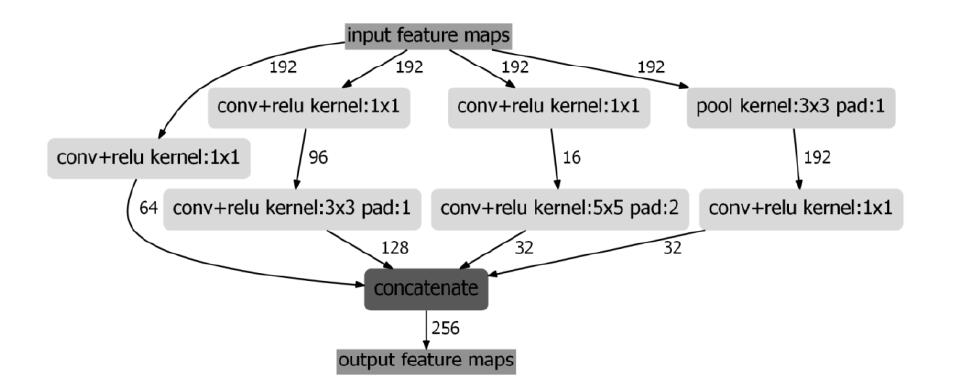 input feature maps
192
192
192
192
conv+relu kernel:1x1
conv+relu kernel:1x1
pool kernel:3x3 pad:1
conv+relu kernel:1x1
96
16
192
64
conv+relu kernel:3x3 pad:1
conv+relu kernel:5x5 pad:2
conv+relu kernel:1x1
128
32
32
concatenate
256
output feature maps